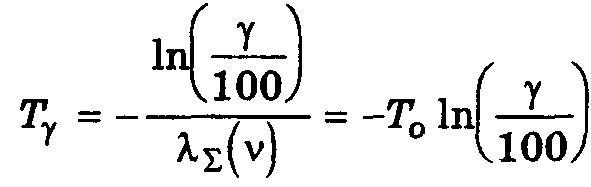 T_γ = − ln(γ/100) / λ_Σ(ν) = −T_o ln(γ/100)